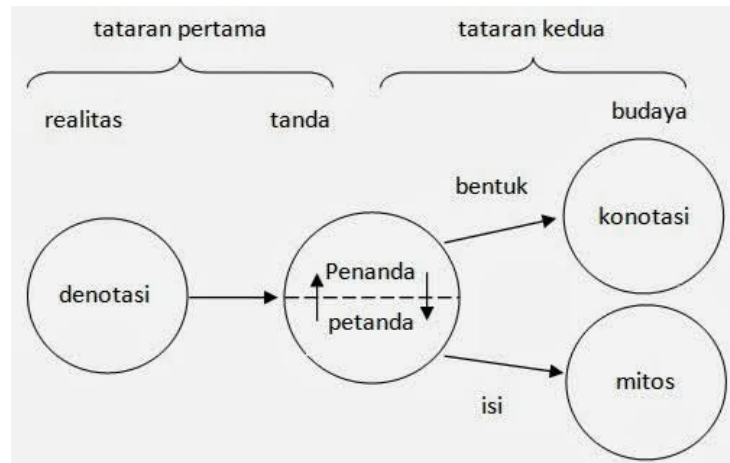 tataran pertama
tataran kedua
realitas
tanda
budaya
bentuk
konotasi
Penanda
denotasi
petanda
mitos
isi